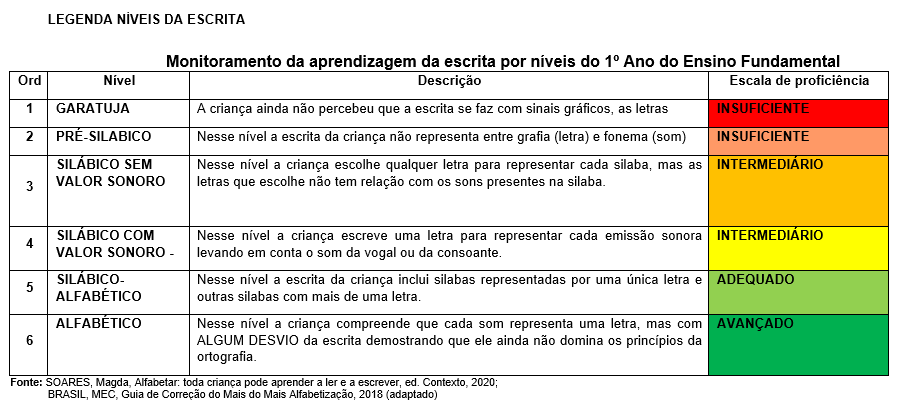 LEGENDA NÍVEIS DA ESCRITA
Monitoramento da aprendizagem da escrita por níveis do 1º Ano do Ensino Fundamental
Ord Nível Descrição Escala de proficiência
1 GARATUJA A criança ainda não percebeu que a escrita se faz com sinais gráficos, as letras INSUFICIENTE
2 PRÉ-SILABICO Nesse nível a escrita da criança não representa entre grafia (letra) e fonema (som) INSUFICIENTE
3 SILÁBICO SEM VALOR SONORO Nesse nível a criança escolhe qualquer letra para representar cada silaba, mas as INTERMEDIÁRIO
letras que escolhe não tem relação com os sons presentes na silaba.
4 SILÁBICO COM VALOR SONORO - Nesse nível a criança escreve uma letra para representar cada emissão sonora INTERMEDIÁRIO
levando em conta o som da vogal ou da consoante.
5 SILÁBICO-ALFABÉTICO Nesse nível a escrita da criança inclui silabas representadas por uma única letra e ADEQUADO
outras silabas com mais de uma letra.
6 ALFABÉTICO Nesse nível a criança compreende que cada som representa uma letra, mas com AVANÇADO
ALGUM DESVIO da escrita demostrando que ele ainda não domina os princípios da
ortografia.
Fonte: SOARES, Magda, Alfabetar: toda criança pode aprender a ler e a escrever, ed. Contexto, 2020;
BRASIL, MEC, Guia de Correção do Mais do Mais Alfabetização, 2018 (adaptado)